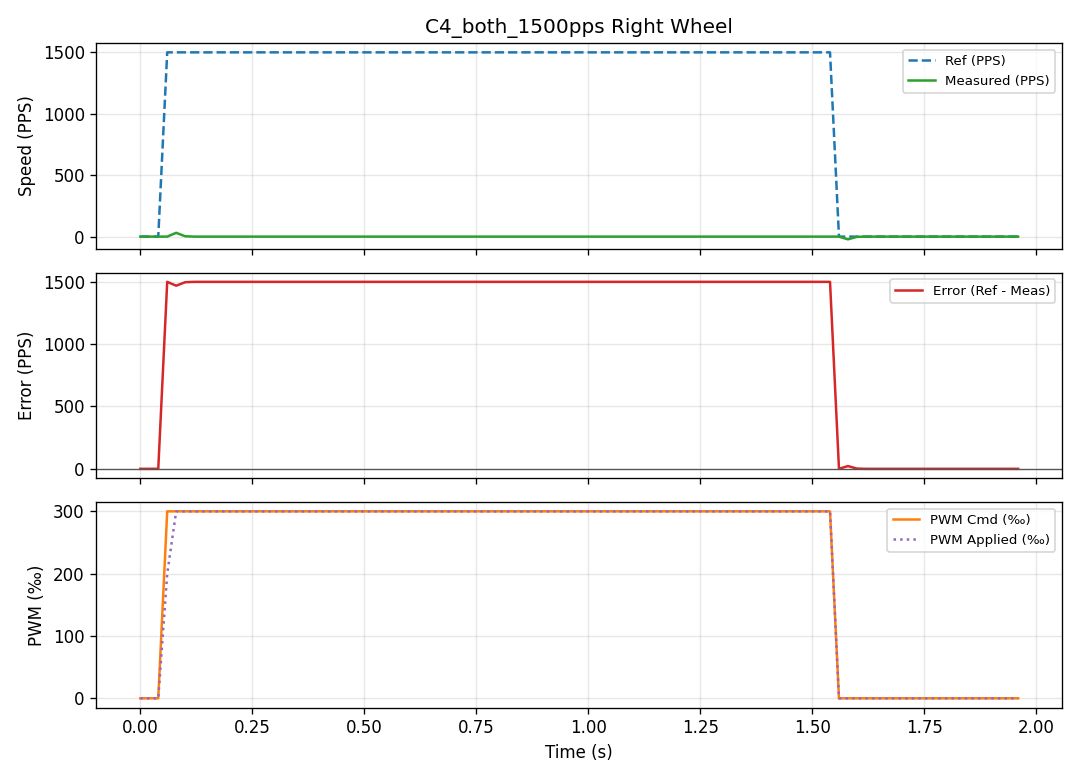 C4_both_1500pps Right Wheel
Speed (PPS)
1500
1000
500
0
Ref (PPS)
Measured (PPS)
Error (PPS)
1500
1000
500
0
Error (Ref - Meas)
PWM (‰)
300
200
100
0
PWM Cmd (‰)
PWM Applied (‰)
0.00 0.25 0.50 0.75 1.00 1.25 1.50 1.75 2.00
Time (s)